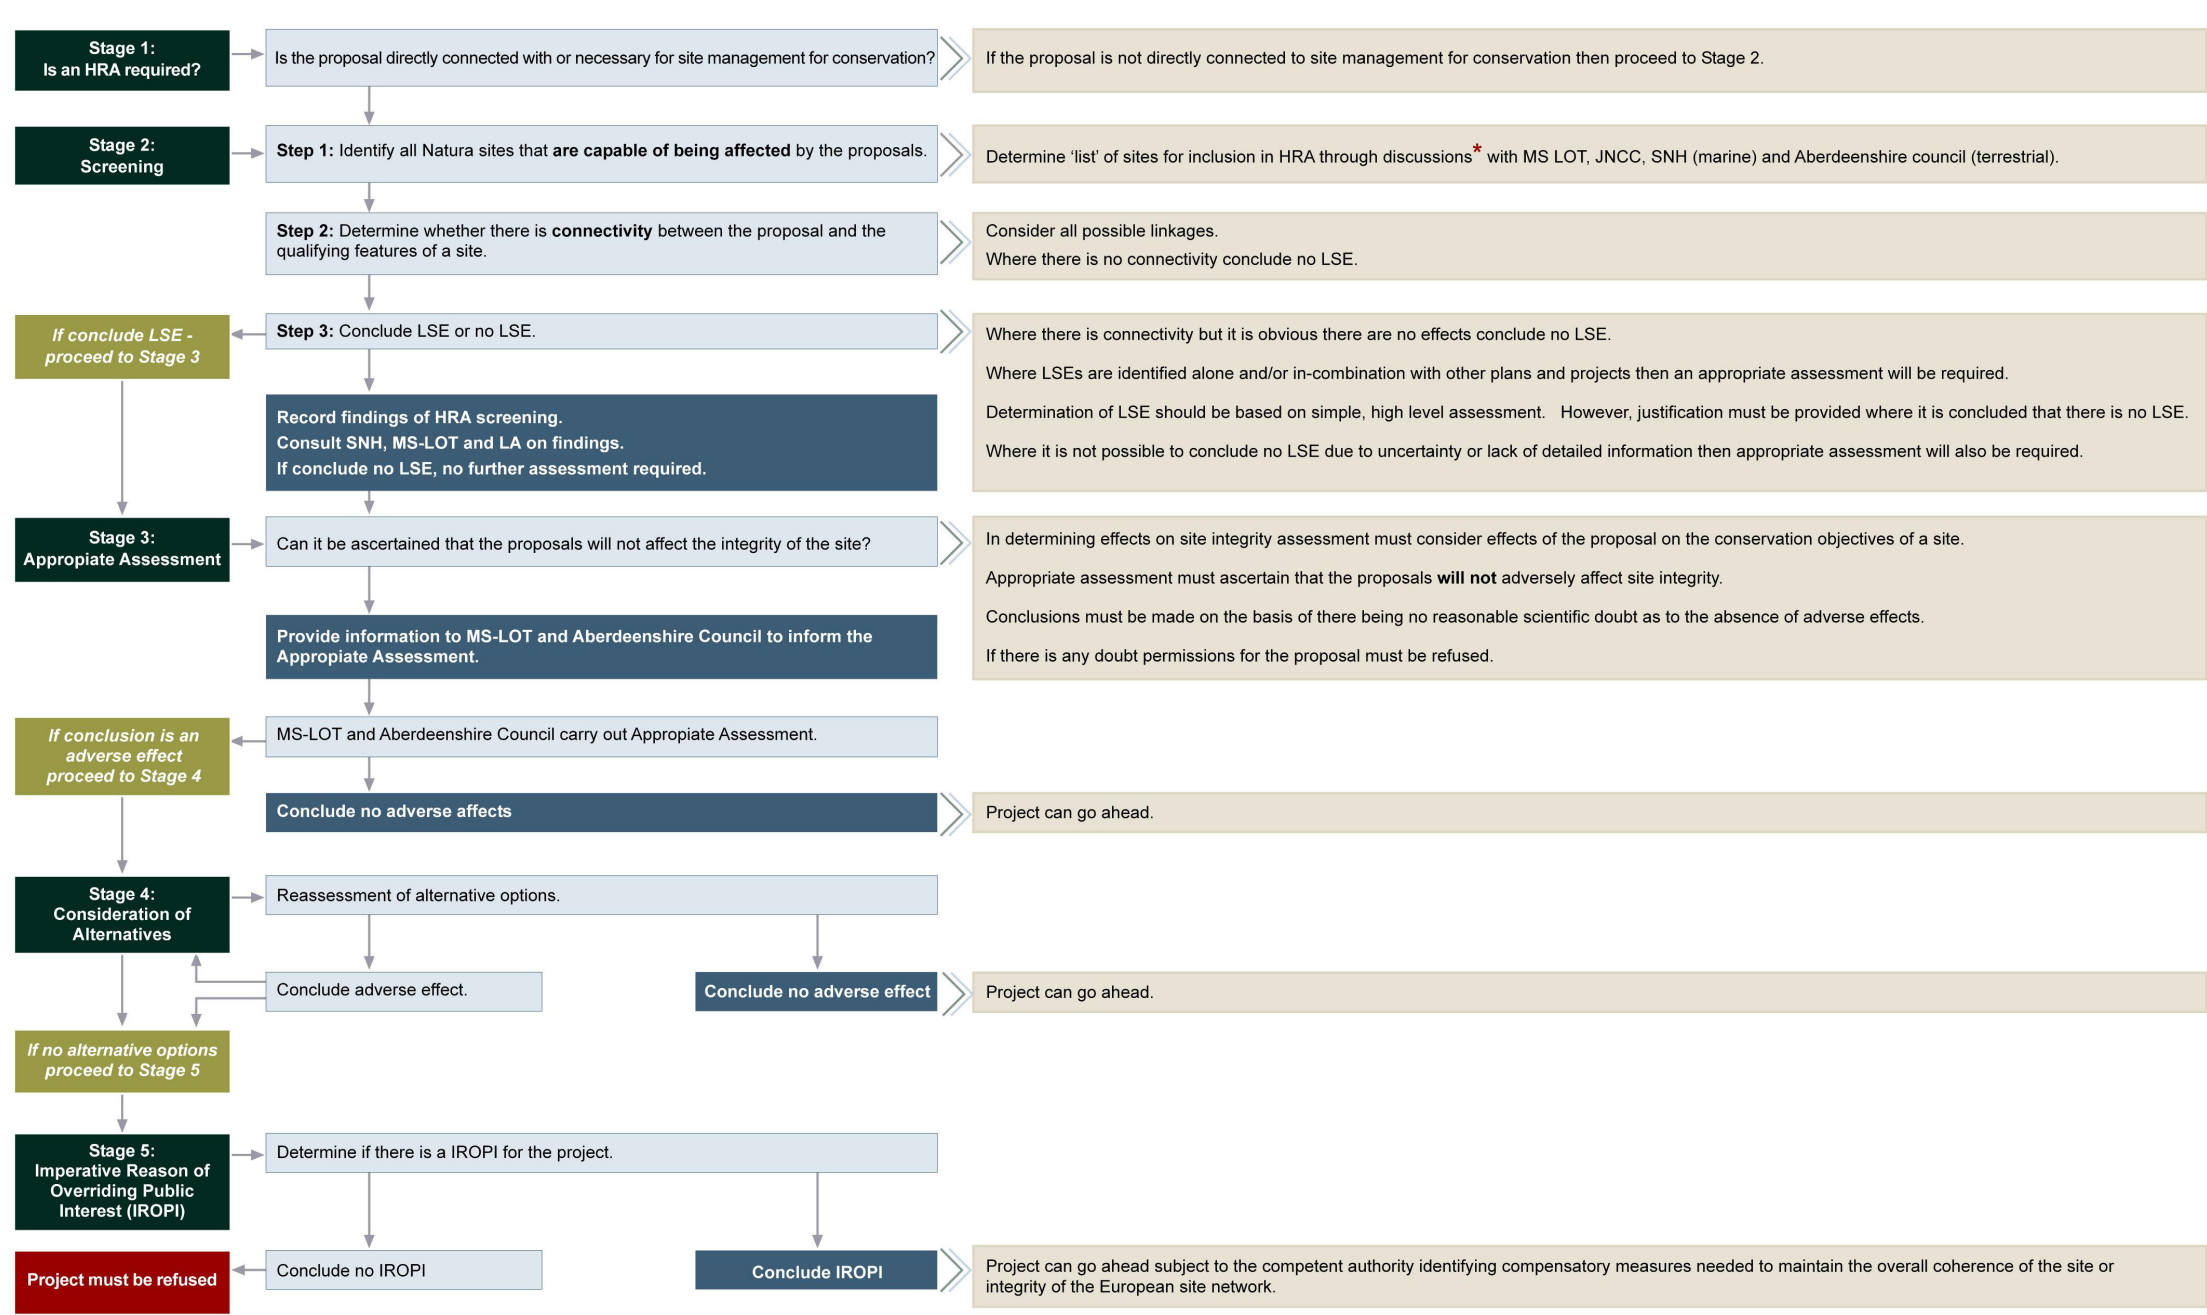 Stage 1:
Is an HRA required?
Is the proposal directly connected with or necessary for site management for conservation?
If the proposal is not directly connected to site management for conservation then proceed to Stage 2.
Stage 2:
Screening
Step 1: Identify all Natura sites that are capable of being affected by the proposals.
Determine ‘list’ of sites for inclusion in HRA through discussions* with MS LOT, JNCC, SNH (marine) and Aberdeenshire council (terrestrial).
Step 2: Determine whether there is connectivity between the proposal and the
qualifying features of a site.
Consider all possible linkages.
Where there is no connectivity conclude no LSE.
If conclude LSE -
proceed to Stage 3
Step 3: Conclude LSE or no LSE.
Where there is connectivity but it is obvious there are no effects conclude no LSE.
Where LSEs are identified alone and/or in-combination with other plans and projects then an appropriate assessment will be required.
Determination of LSE should be based on simple, high level assessment. However, justification must be provided where it is concluded that there is no LSE.
Where it is not possible to conclude no LSE due to uncertainty or lack of detailed information then appropriate assessment will also be required.
Record findings of HRA screening.
Consult SNH, MS-LOT and LA on findings.
If conclude no LSE, no further assessment required.
Stage 3:
Appropiate Assessment
Can it be ascertained that the proposals will not affect the integrity of the site?
In determining effects on site integrity assessment must consider effects of the proposal on the conservation objectives of a site.
Appropriate assessment must ascertain that the proposals will not adversely affect site integrity.
Conclusions must be made on the basis of there being no reasonable scientific doubt as to the absence of adverse effects.
If there is any doubt permissions for the proposal must be refused.
Provide information to MS-LOT and Aberdeenshire Council to inform the
Appropiate Assessment.
If conclusion is an
adverse effect
proceed to Stage 4
MS-LOT and Aberdeenshire Council carry out Appropiate Assessment.
Conclude no adverse affects
Project can go ahead.
Stage 4:
Consideration of
Alternatives
Reassessment of alternative options.
Conclude adverse effect.
Conclude no adverse effect
Project can go ahead.
If no alternative options
proceed to Stage 5
Stage 5:
Imperative Reason of
Overriding Public
Interest (IROPI)
Determine if there is a IROPI for the project.
Project must be refused
Conclude no IROPI
Conclude IROPI
Project can go ahead subject to the competent authority identifying compensatory measures needed to maintain the overall coherence of the site or
integrity of the European site network.